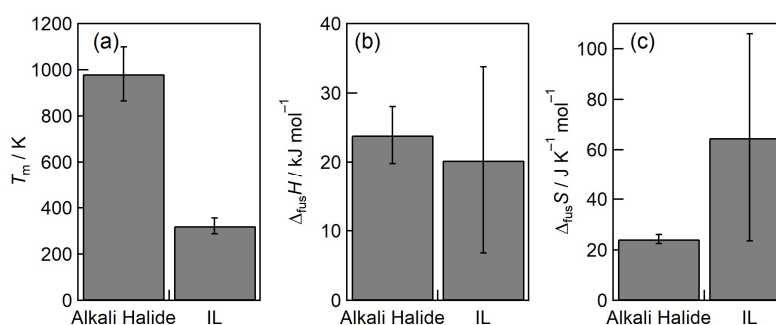 (a)
T_m / K
1200
1000
800
600
400
200
0
Alkali Halide IL
(b)
Δ_fus H / kJ mol⁻¹
40
30
20
10
0
Alkali Halide IL
(c)
Δ_fus S / J K⁻¹ mol⁻¹
100
80
60
40
20
0
Alkali Halide IL